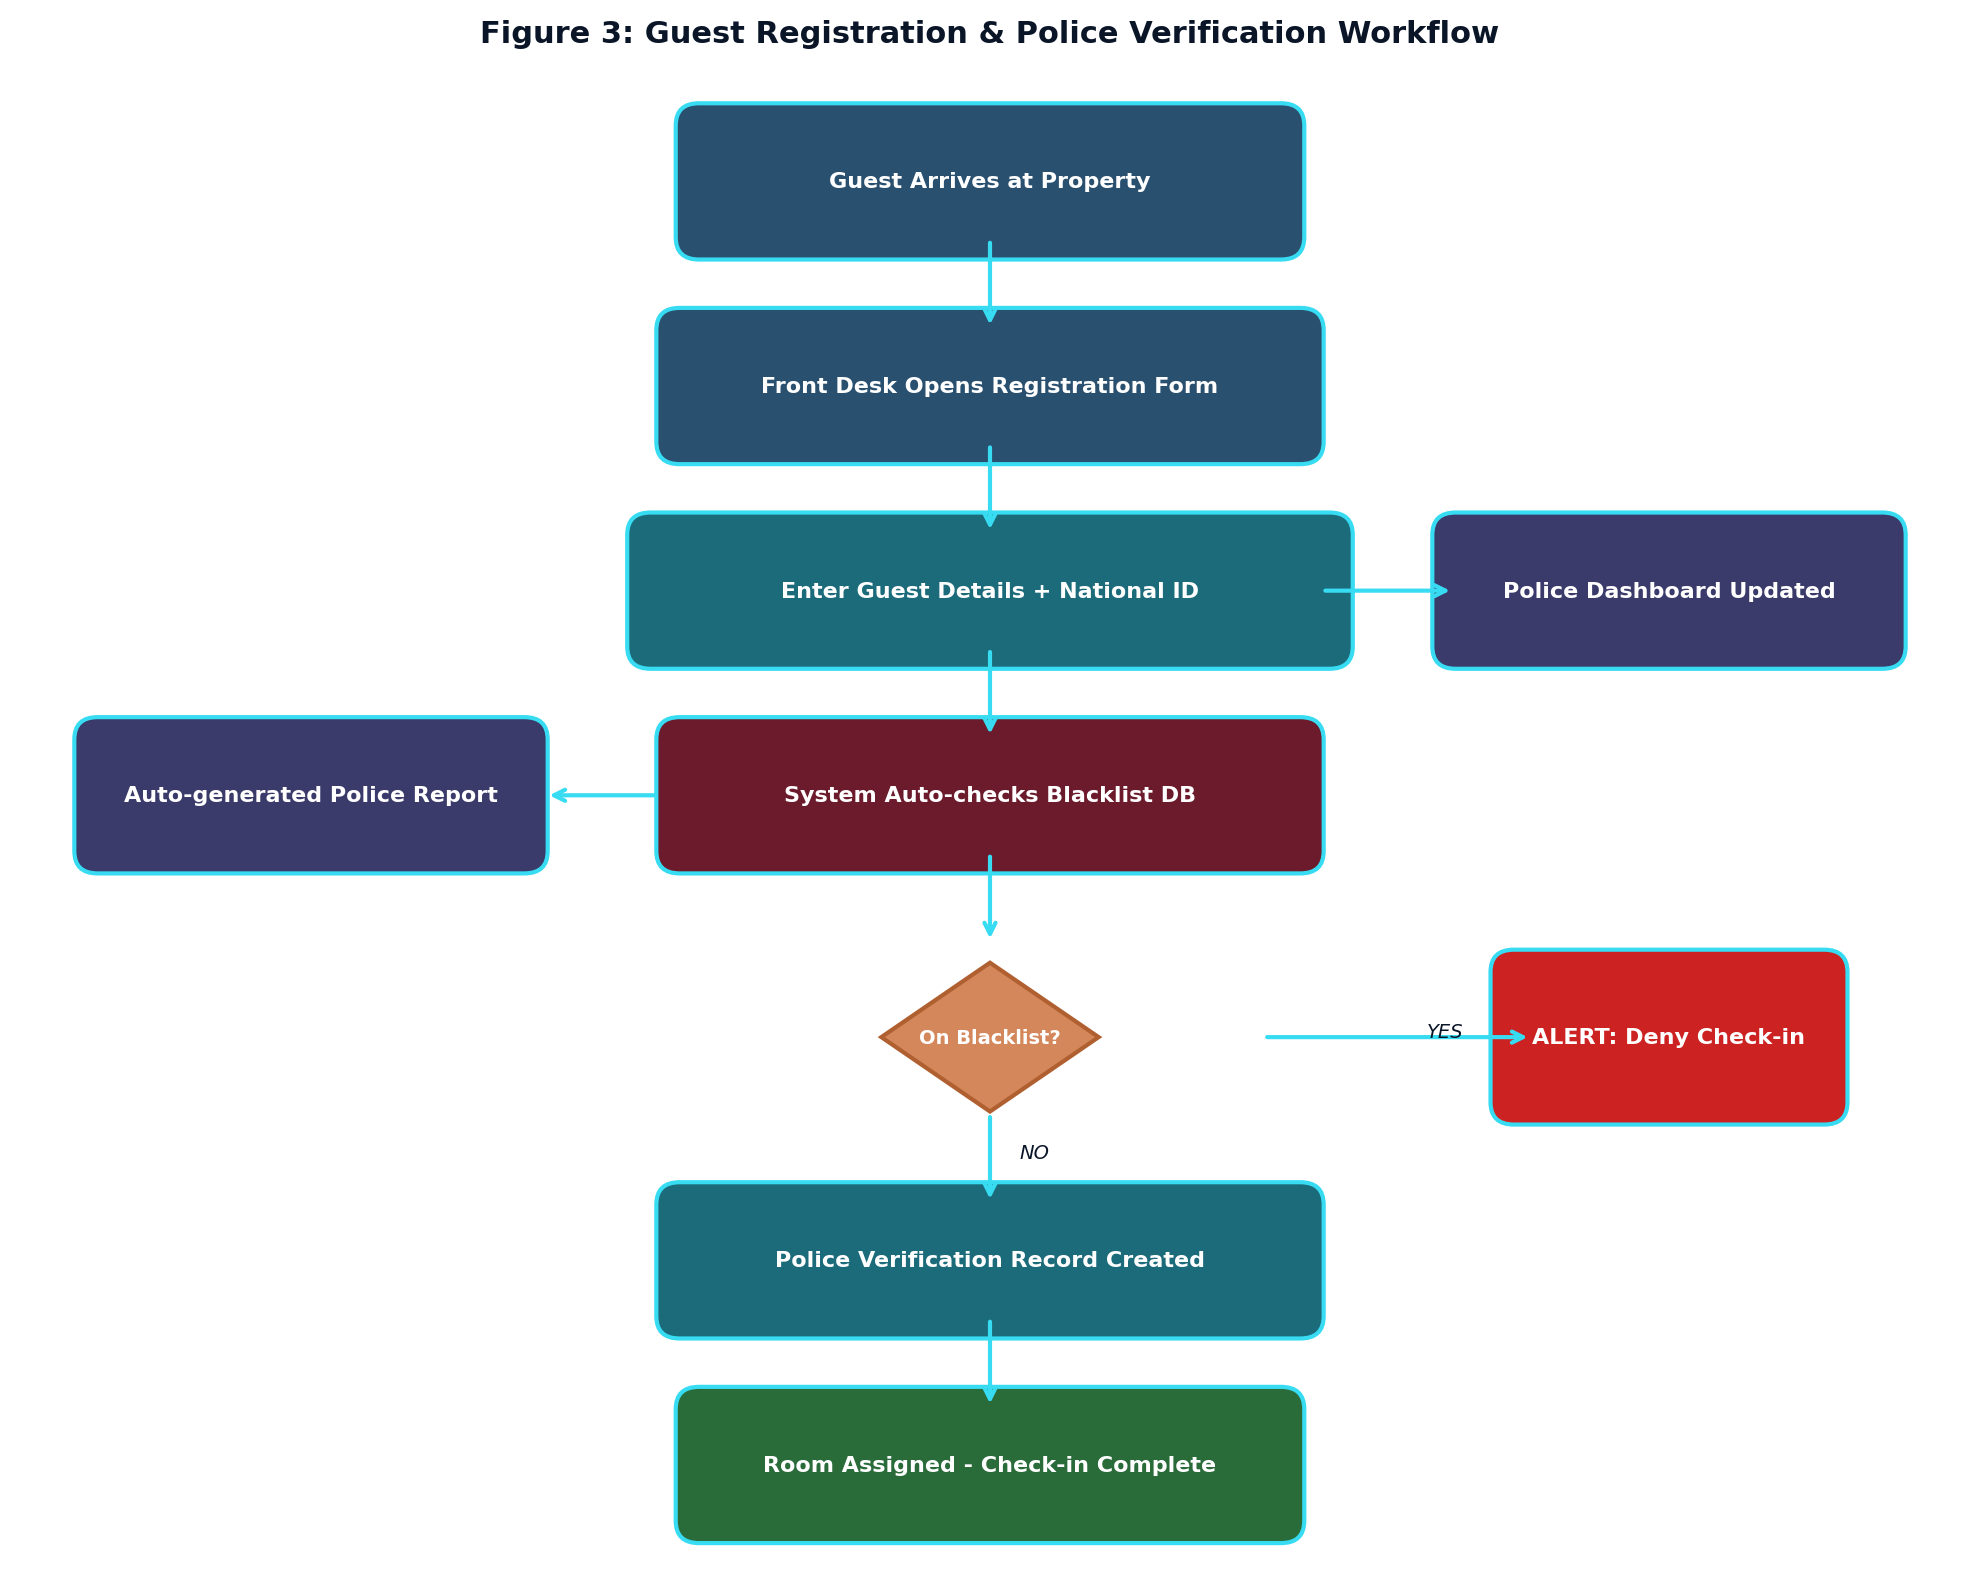 Figure 3: Guest Registration & Police Verification Workflow
Guest Arrives at Property
Front Desk Opens Registration Form
Enter Guest Details + National ID
Police Dashboard Updated
Auto-generated Police Report
System Auto-checks Blacklist DB
On Blacklist?
YES
ALERT: Deny Check-in
NO
Police Verification Record Created
Room Assigned - Check-in Complete